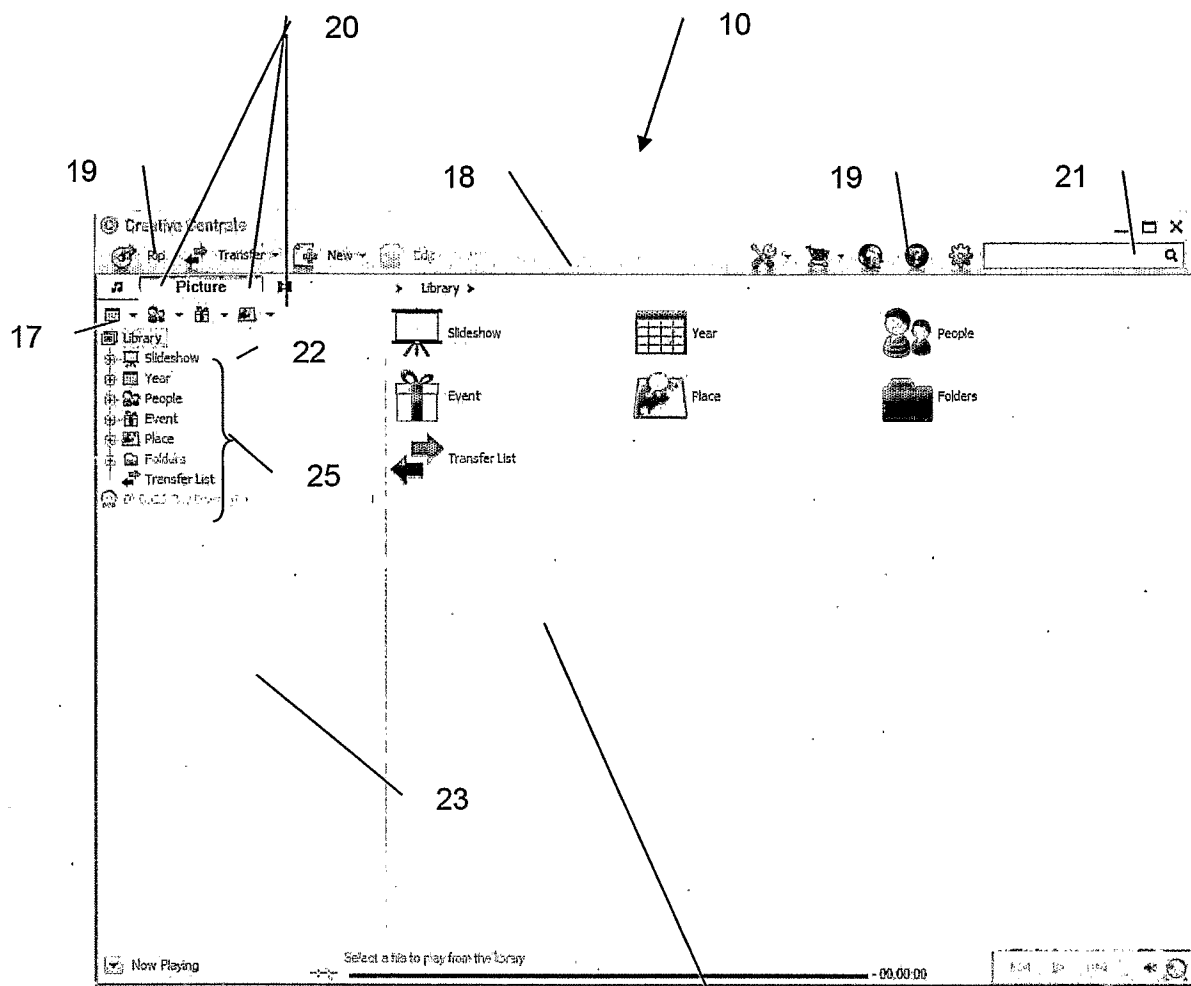 20 10
19 18 19 21
Creative Centrale
Rip Transfer New Edit
Picture Library
17
Library Slideshow Year People
Slideshow 22
Year
People Event Place Folders
Event
Place
Folders 25 Transfer List
Transfer List
23
Now Playing Select a file to play from the library 00:00:00